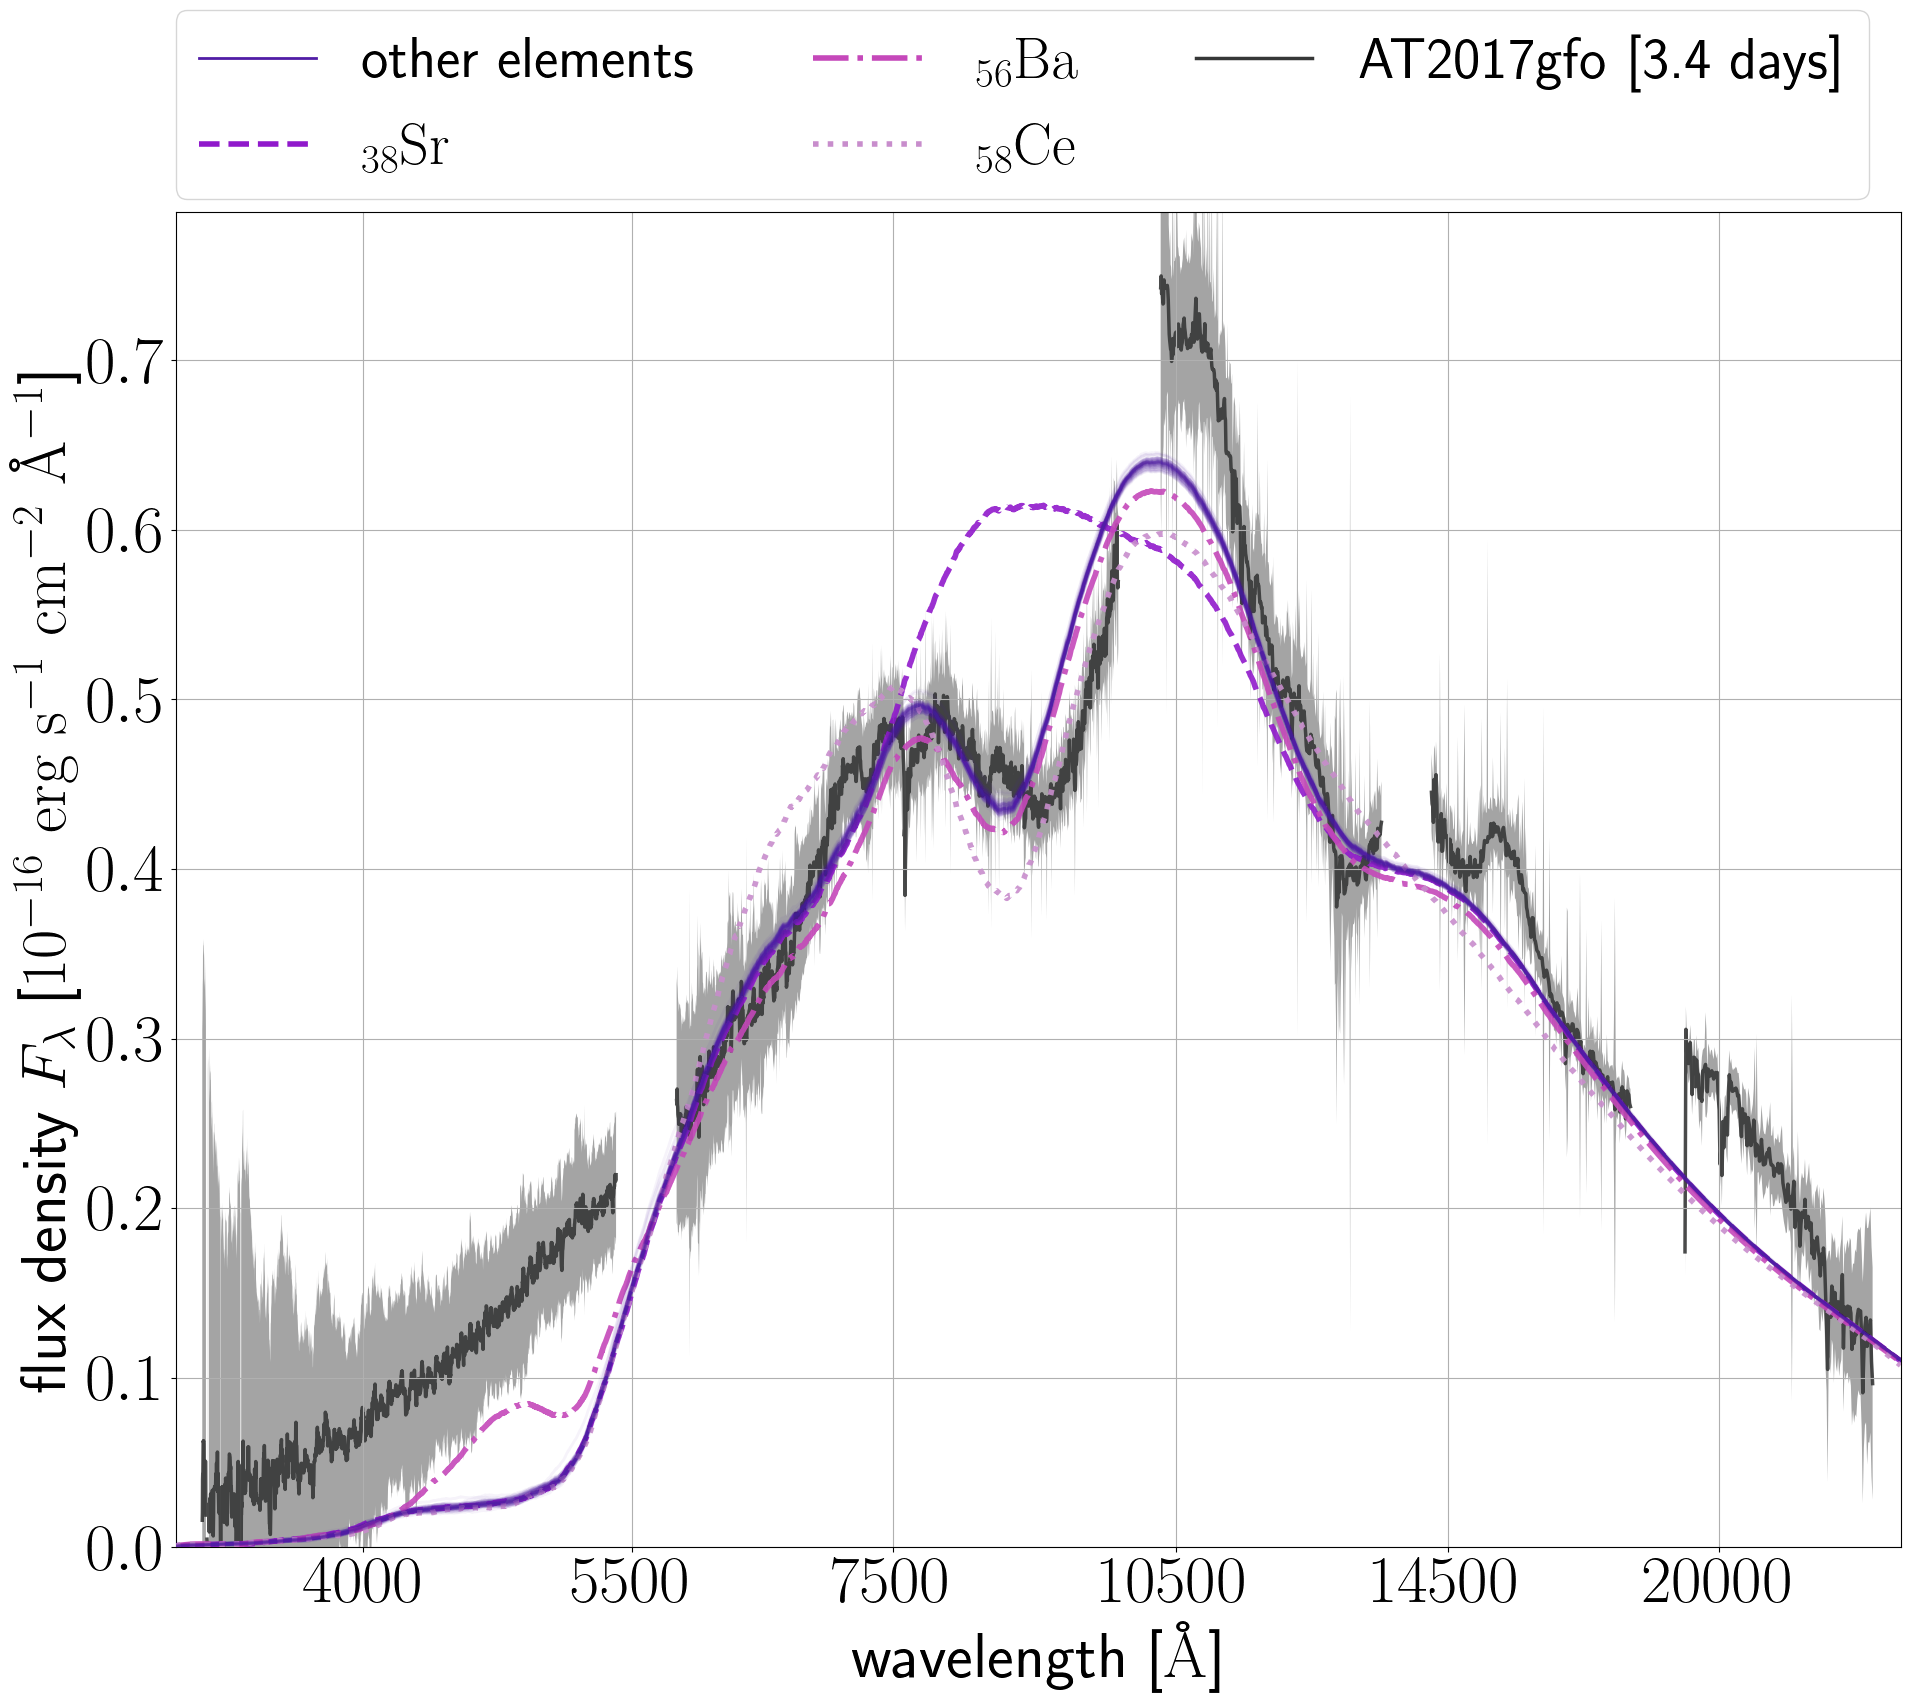 other elements
₃₈Sr
₅₆Ba
₅₈Ce
AT2017gfo [3.4 days]
flux density F_λ [10⁻¹⁶ erg s⁻¹ cm⁻² Å⁻¹]
0.7
0.6
0.5
0.4
0.3
0.2
0.1
0.0
4000 5500 7500 10500 14500 20000
wavelength [Å]